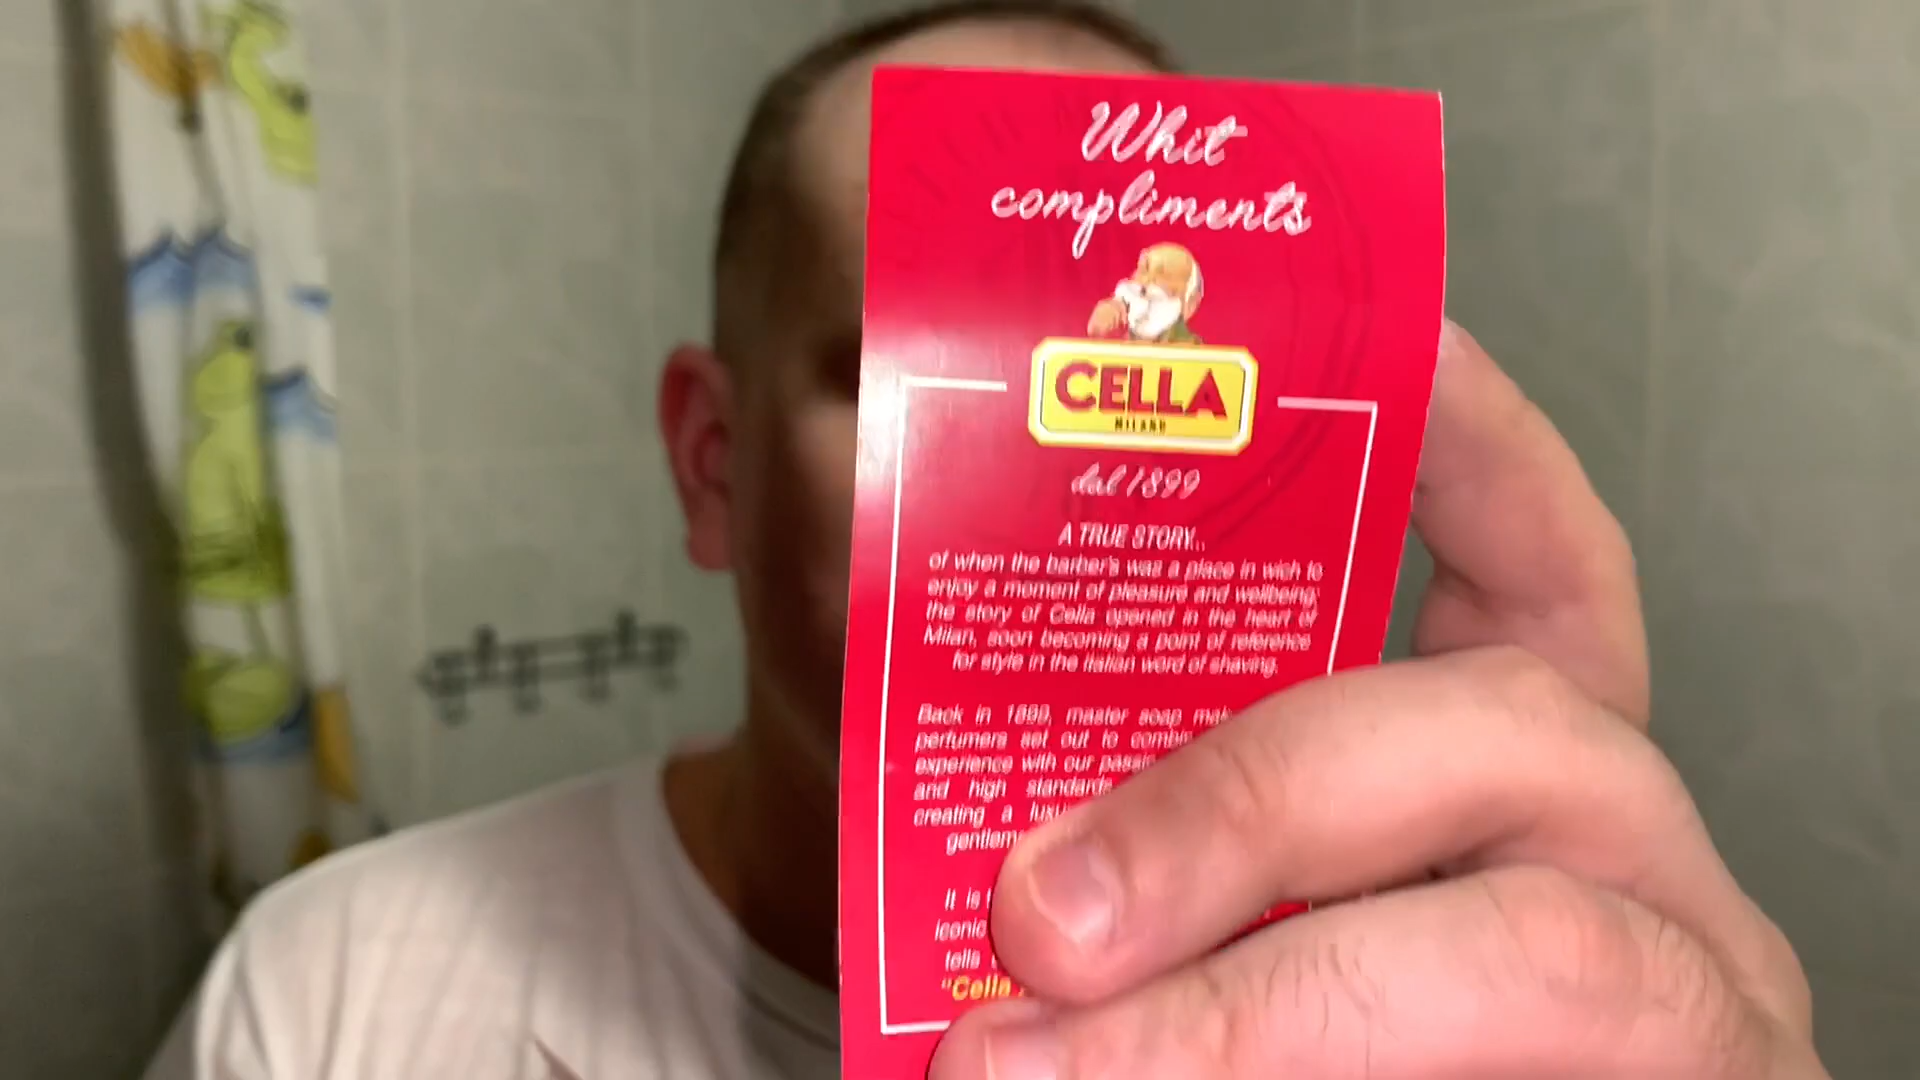 Whit
compliments
CELLA
MILANO
dal 1899
A TRUE STORY...
of when the barber's was a place in wich to
enjoy a moment of pleasure and wellbeing;
the story of Cella opened in the heart of
Milan, soon becoming a point of reference
for style in the italian word of shaving.
Back in 1899, master soap
perfumers set out to
experience with our
and high standards
creating a
It is
iconic
tells
"Cella